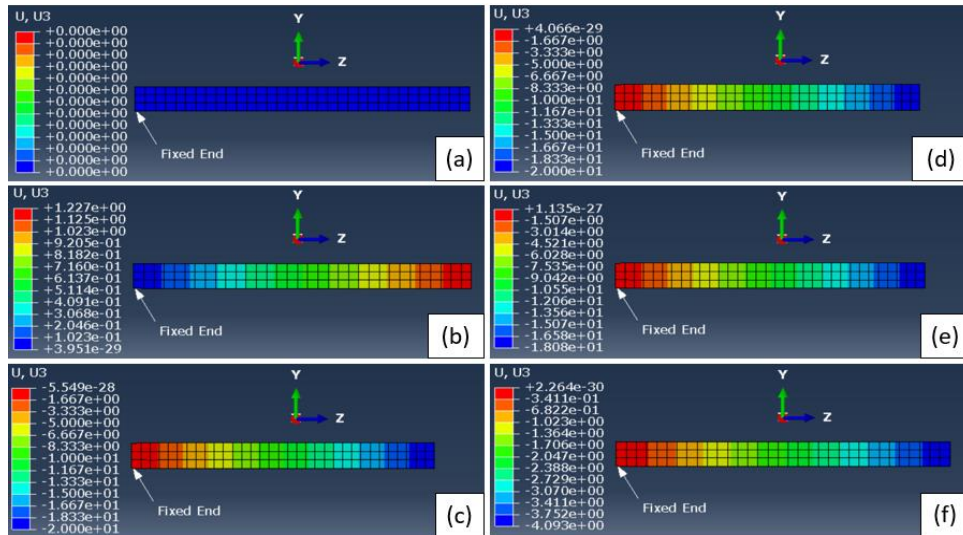 U, U3
+0.000e+00
+0.000e+00
+0.000e+00
+0.000e+00
+0.000e+00
+0.000e+00
+0.000e+00
+0.000e+00
+0.000e+00
+0.000e+00
+0.000e+00
+0.000e+00
+0.000e+00
Y
Z
Fixed End
(a)
U, U3
+1.227e+00
+1.125e+00
+1.023e+00
+9.205e-01
+8.182e-01
+7.160e-01
+6.137e-01
+5.114e-01
+4.091e-01
+3.068e-01
+2.046e-01
+1.023e-01
+3.951e-29
Y
Z
Fixed End
(b)
U, U3
-5.549e-28
-1.667e+00
-3.333e+00
-5.000e+00
-6.667e+00
-8.333e+00
-1.000e+01
-1.167e+01
-1.333e+01
-1.500e+01
-1.667e+01
-1.833e+01
-2.000e+01
Y
Z
Fixed End
(c)
U, U3
+4.066e-29
-1.667e+00
-3.333e+00
-5.000e+00
-6.667e+00
-8.333e+00
-1.000e+01
-1.167e+01
-1.333e+01
-1.500e+01
-1.667e+01
-1.833e+01
-2.000e+01
Y
Z
Fixed End
(d)
U, U3
+1.135e-27
-1.507e+00
-3.014e+00
-4.521e+00
-6.028e+00
-7.535e+00
-9.042e+00
-1.055e+01
-1.206e+01
-1.356e+01
-1.507e+01
-1.658e+01
-1.808e+01
Y
Z
Fixed End
(e)
U, U3
+2.264e-30
-3.411e-01
-6.822e-01
-1.023e+00
-1.364e+00
-1.706e+00
-2.047e+00
-2.388e+00
-2.729e+00
-3.070e+00
-3.411e+00
-3.752e+00
-4.093e+00
Y
Z
Fixed End
(f)